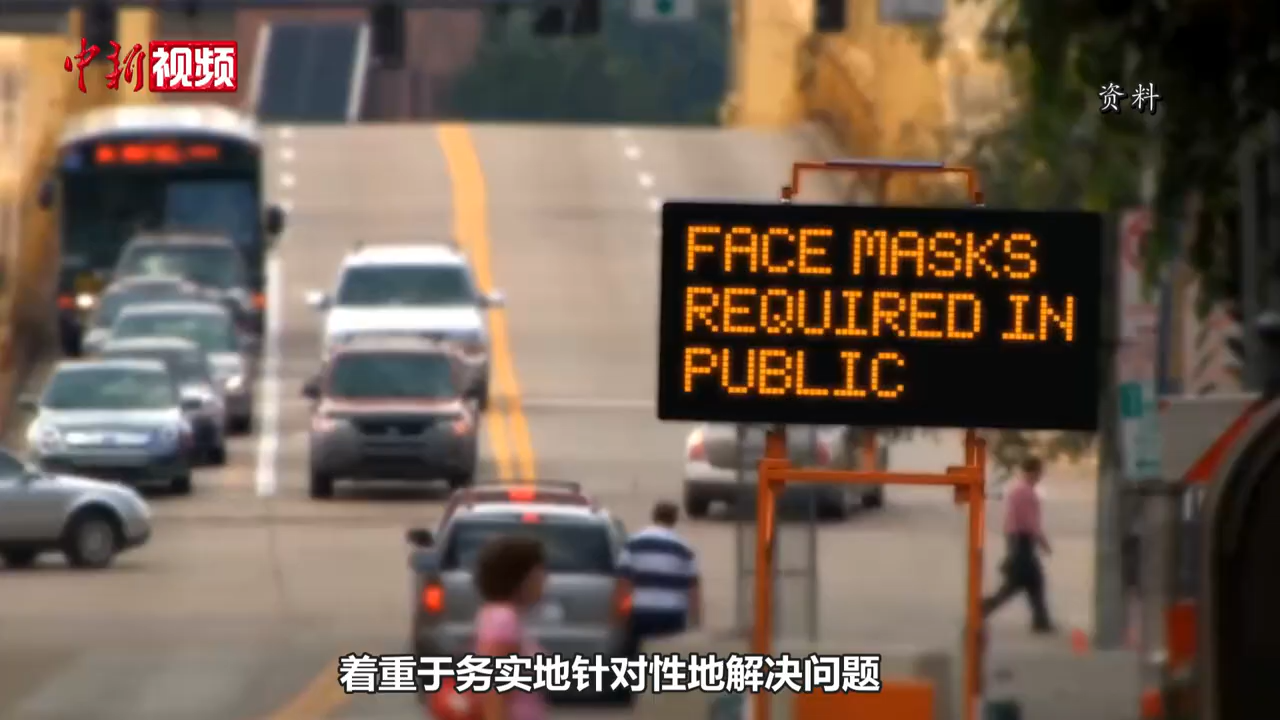 中新视频
资料
FACE MASKS
REQUIRED IN
PUBLIC
着重于务实地针对性地解决问题